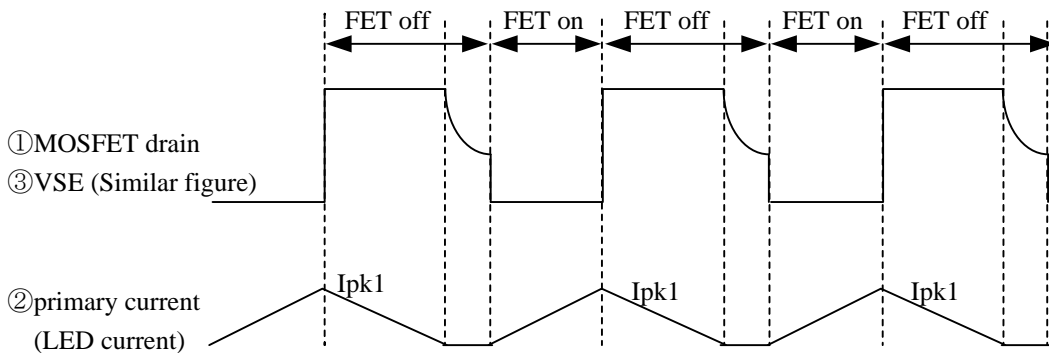 FET off FET on FET off FET on FET off
①MOSFET drain
③VSE (Similar figure)
Ipk1 Ipk1 Ipk1
②primary current
(LED current)